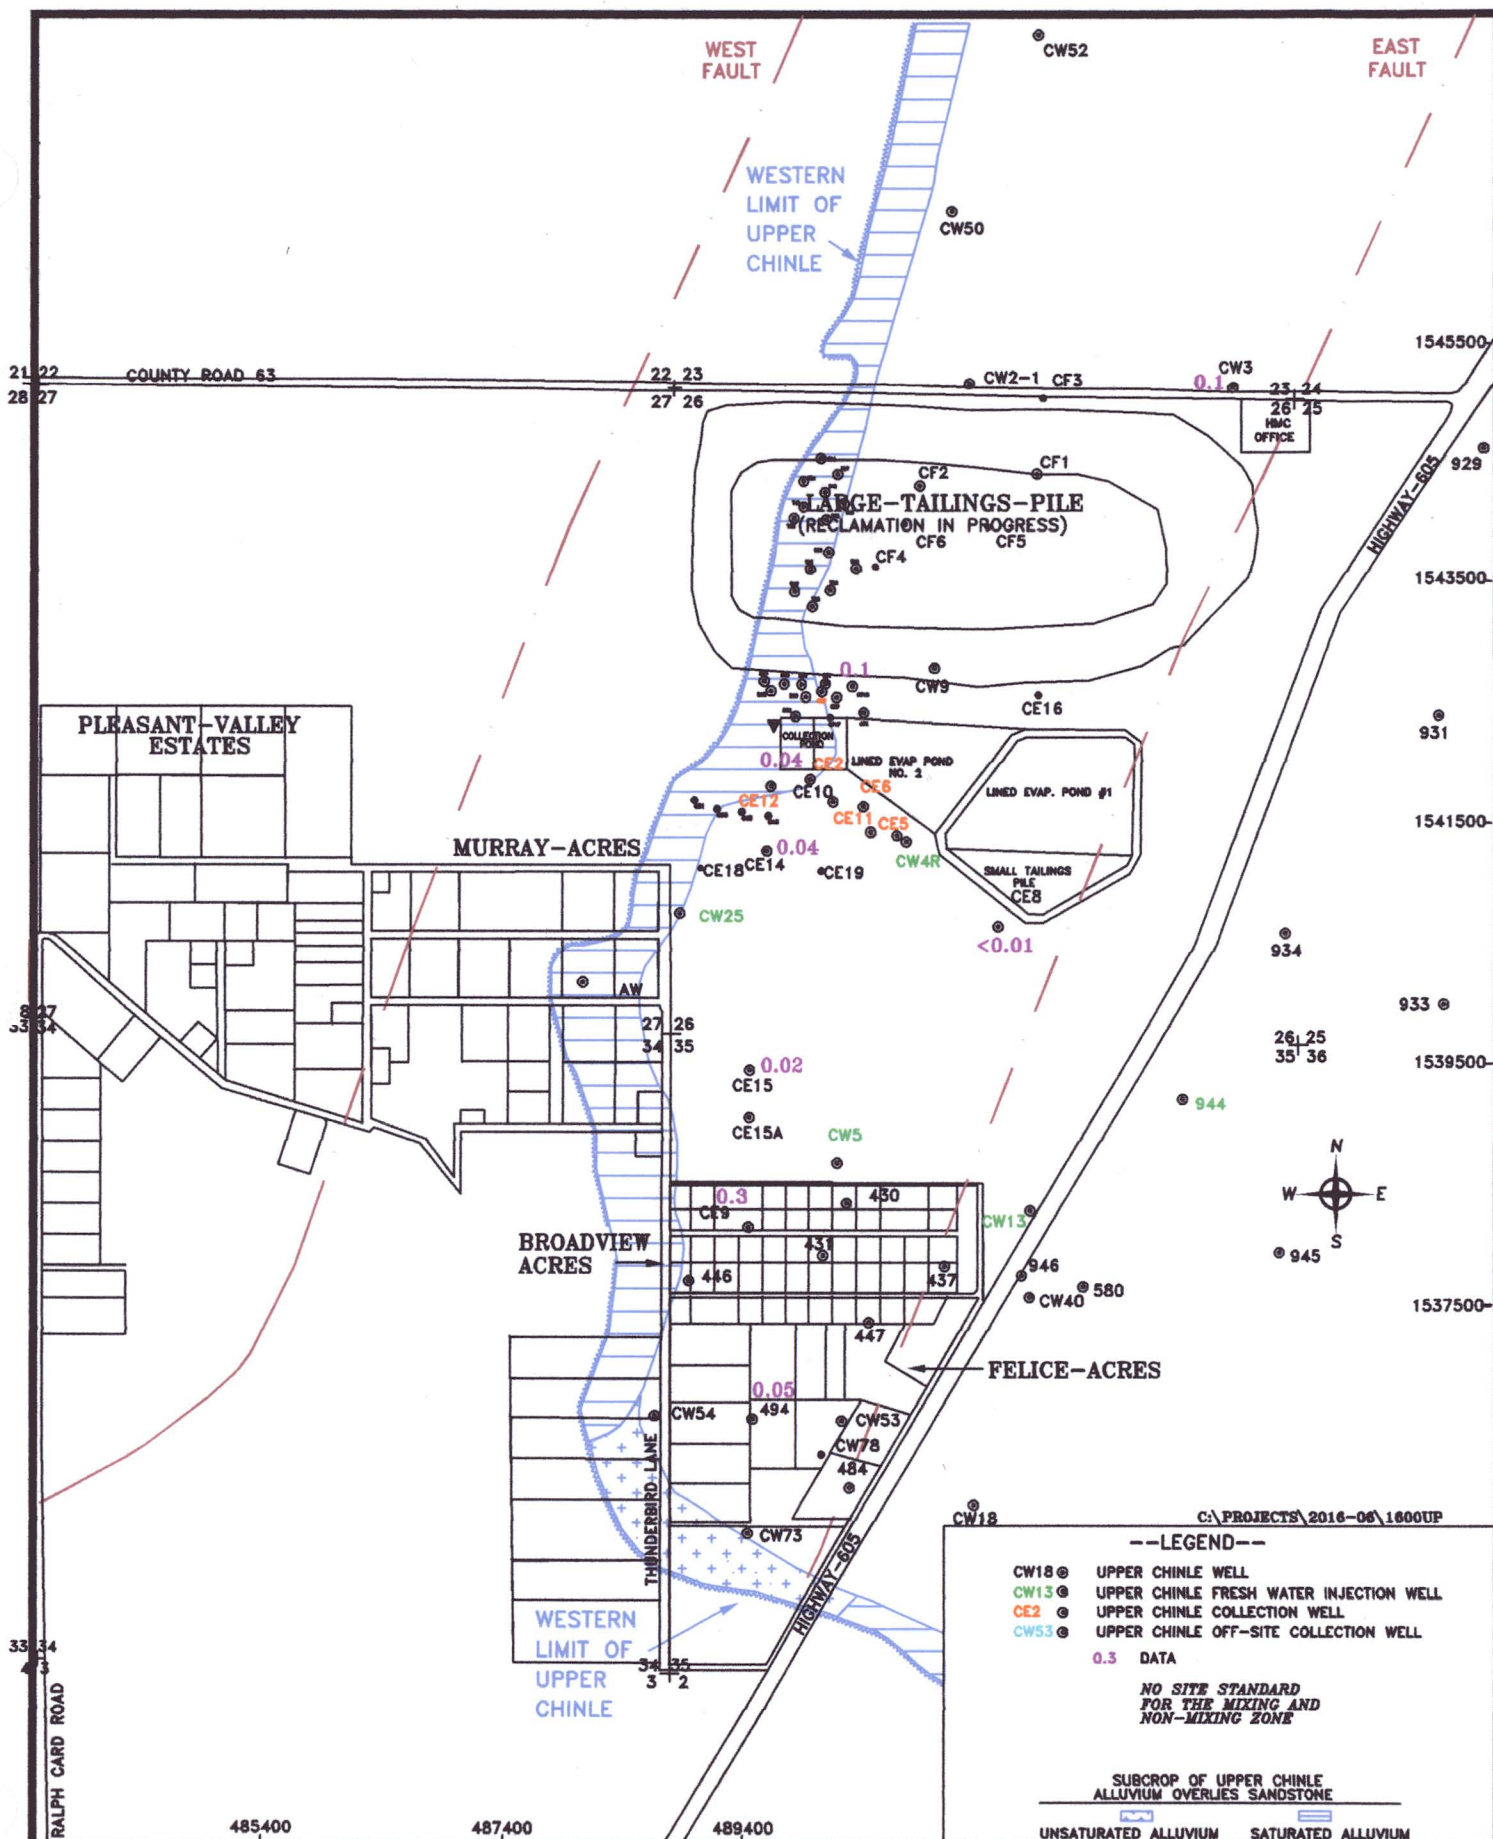 WEST
FAULT
CW52
EAST
FAULT
WESTERN
LIMIT OF
UPPER
CHINLE
CW50
1545500
21 22
COUNTY ROAD 63
22 23
CW2-1
CF3
0.1
CW3
23 24
28 27
27 26
26 25
HMC
OFFICE
929
HIGHWAY-605
CF2
CF1
LARGE-TAILINGS-PILE
(RECLAMATION IN PROGRESS)
CF6
CF5
CF4
1543500
0.1
CW9
CE16
931
PLEASANT-VALLEY
ESTATES
COLLECTION
POND
0.04
CE2
LINED EVAP POND
NO. 2
CE10
CE6
CE12
LINED EVAP. POND #1
CE11
CE5
1541500
MURRAY-ACRES
0.04
CE14
CE18
CE19
CW4R
SMALL TAILINGS
PILE
CE8
CW25
<0.01
934
AW
933
27 26
34 35
26 25
35 36
33 34
1539500
0.02
CE15
944
CE15A
CW5
N
W
E
S
0.3
CE9
430
CW13
BROADVIEW
ACRES
431
446
437
946
945
580
CW40
1537500
447
FELICE-ACRES
0.05
494
CW54
CW53
CW78
484
THUNDERBIRD LANE
CW73
CW18
HIGHWAY-605
C:\PROJECTS\2016-06\1600UP
--LEGEND--
CW18 UPPER CHINLE WELL
CW13 UPPER CHINLE FRESH WATER INJECTION WELL
CE2 UPPER CHINLE COLLECTION WELL
CW53 UPPER CHINLE OFF-SITE COLLECTION WELL
0.3 DATA
NO SITE STANDARD
FOR THE MIXING AND
NON-MIXING ZONE
WESTERN
LIMIT OF
UPPER
CHINLE
33 34
34 35
3 2
RALPH CARD ROAD
SUBCROP OF UPPER CHINLE
ALLUVIUM OVERLIES SANDSTONE
UNSATURATED ALLUVIUM
SATURATED ALLUVIUM
485400
487400
489400